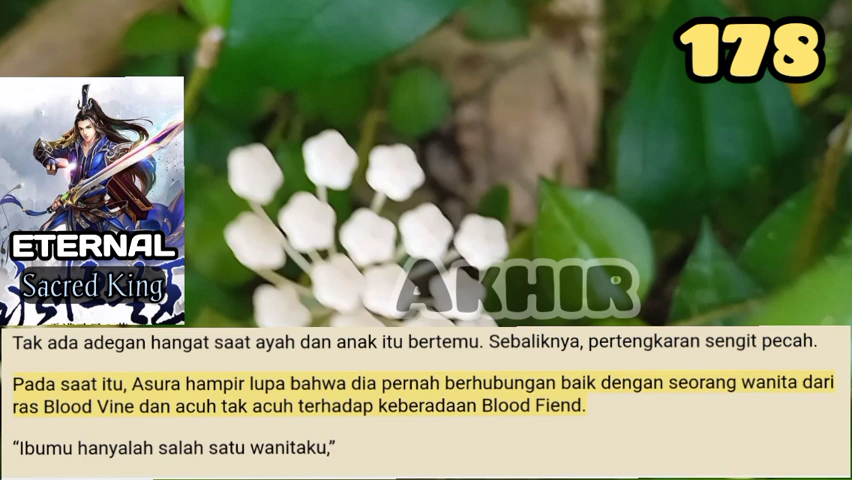 178
ETERNAL
Sacred King
AKHIR
Tak ada adegan hangat saat ayah dan anak itu bertemu. Sebaliknya, pertengkaran sengit pecah.
Pada saat itu, Asura hampir lupa bahwa dia pernah berhubungan baik dengan seorang wanita dari
ras Blood Vine dan acuh tak acuh terhadap keberadaan Blood Fiend.
“Ibumu hanyalah salah satu wanitaku,”